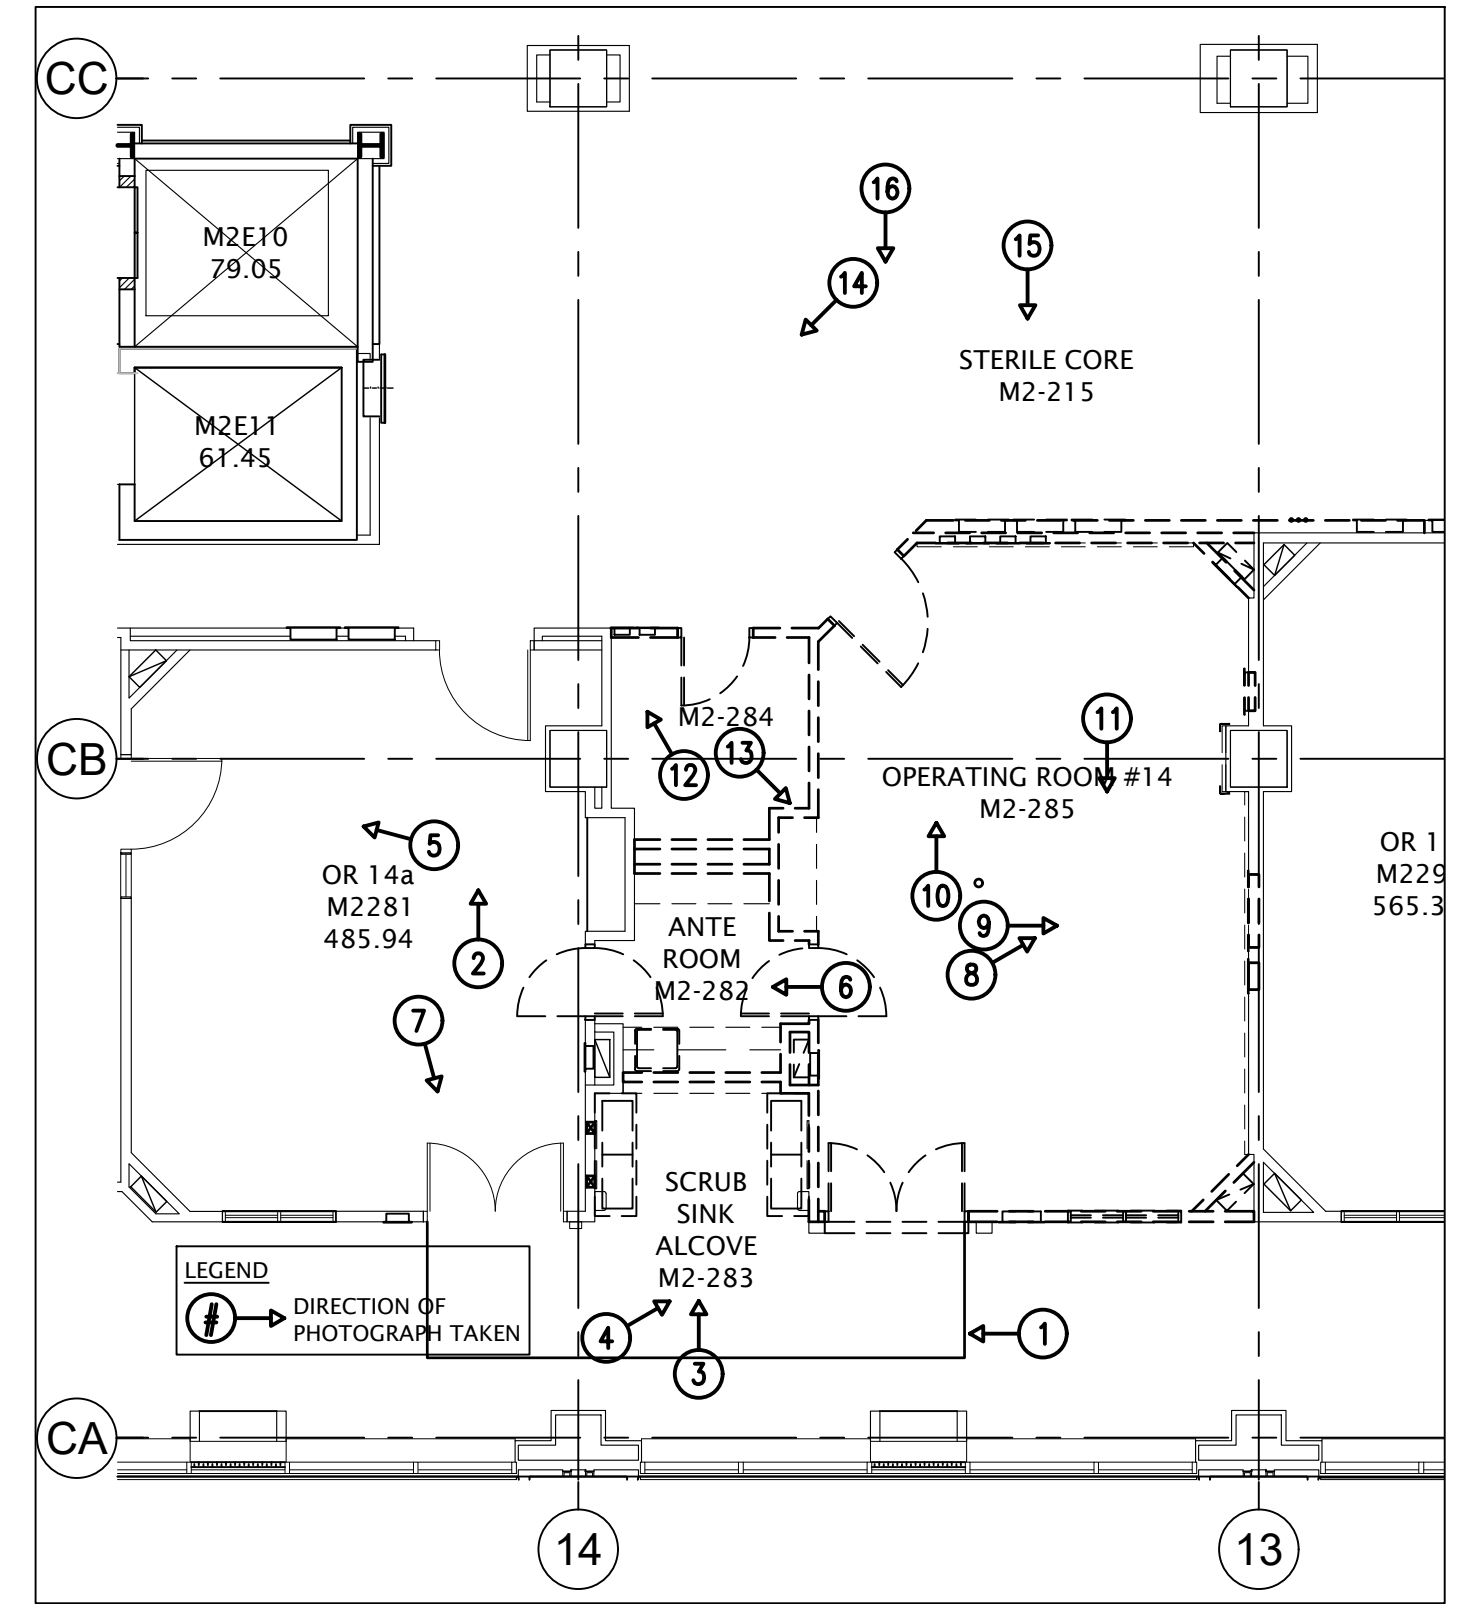 CC
16
15
14
M2E10
79.05
STERILE CORE
M2-215
M2E11
61.45
11
M2-284
13
12
CB
OPERATING ROOM #14
M2-285
5
OR 14a
M2281
485.94
OR 1
M229
565.3
10
9
8
2
ANTE
ROOM
M2-282
6
7
SCRUB
SINK
ALCOVE
M2-283
LEGEND
#
DIRECTION OF
PHOTOGRAPH TAKEN
4
3
1
CA
14
13